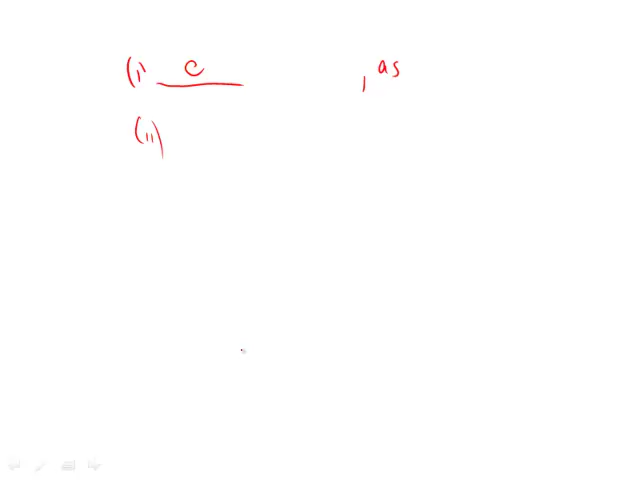 (i) e , as
(ii)